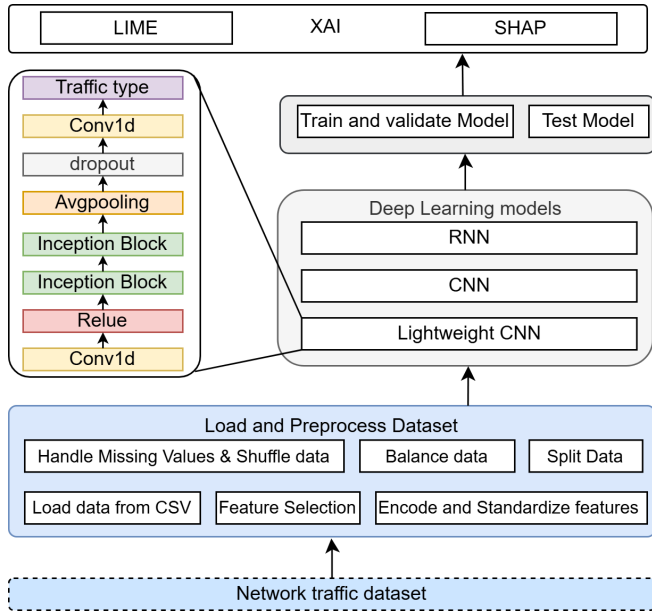 LIME
XAI
SHAP
Traffic type
Conv1d
dropout
Avgpooling
Inception Block
Inception Block
Relue
Conv1d
Train and validate Model
Test Model
Deep Learning models
RNN
CNN
Lightweight CNN
Load and Preprocess Dataset
Handle Missing Values & Shuffle data
Balance data
Split Data
Load data from CSV
Feature Selection
Encode and Standardize features
Network traffic dataset